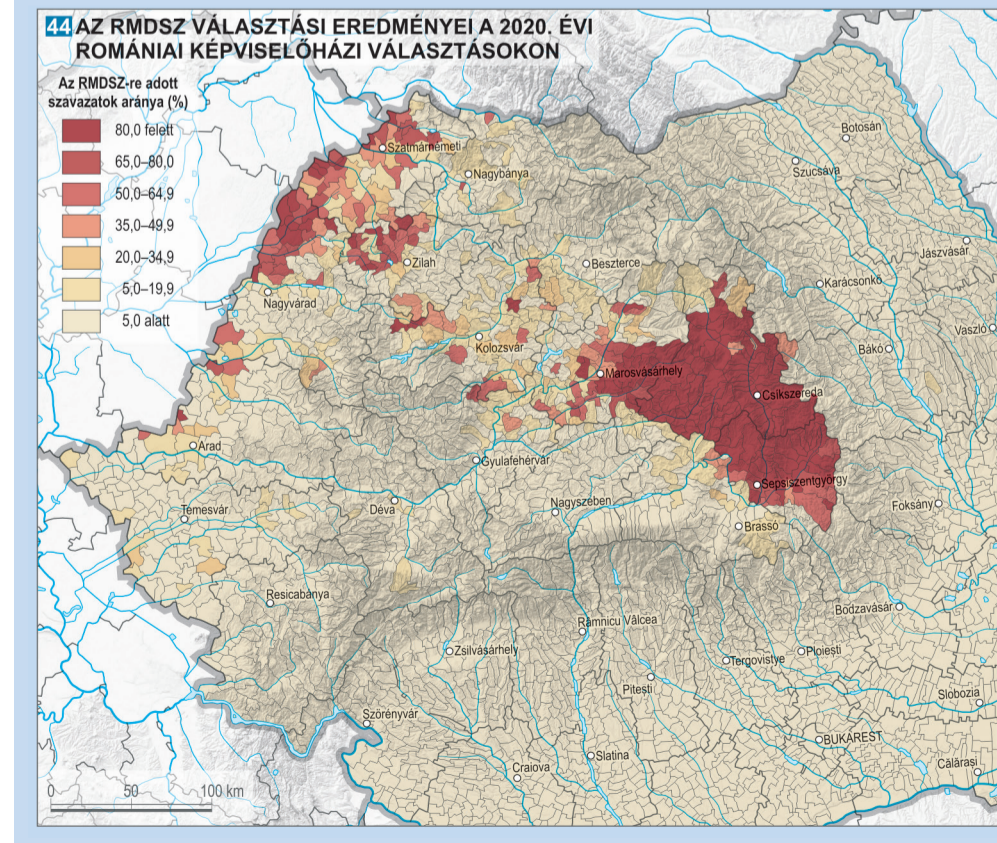 44 AZ RMDSZ VÁLASZTÁSI EREDMÉNYEI A 2020. ÉVI
ROMÁNIAI KÉPVISELŐHÁZI VÁLASZTÁSOKON
Az RMDSZ-re adott
szavazatok aránya (%)
80,0 felett
65,0–80,0
50,0–64,9
35,0–49,9
20,0–34,9
5,0–19,9
5,0 alatt
Botosán
Szatmárnémeti
Szucsáva
Nagybánya
Jászvásár
Zilah
Beszterce
Karácsonkő
Nagyvárad
Vaszló
Kolozsvár
Bákó
Marosvásárhely
Csíkszereda
Arad
Gyulafehérvár
Sepsiszentgyörgy
Nagyszeben
Déva
Foksány
Temesvár
Brassó
Resicabánya
Bodzavásár
Râmnicu Vâlcea
Zsilvásárhely
Tergovistye
Ploiești
Pitești
Slobozia
Szörényvár
BUKAREST
Slatina
Craiova
Călărași
0 50 100 km